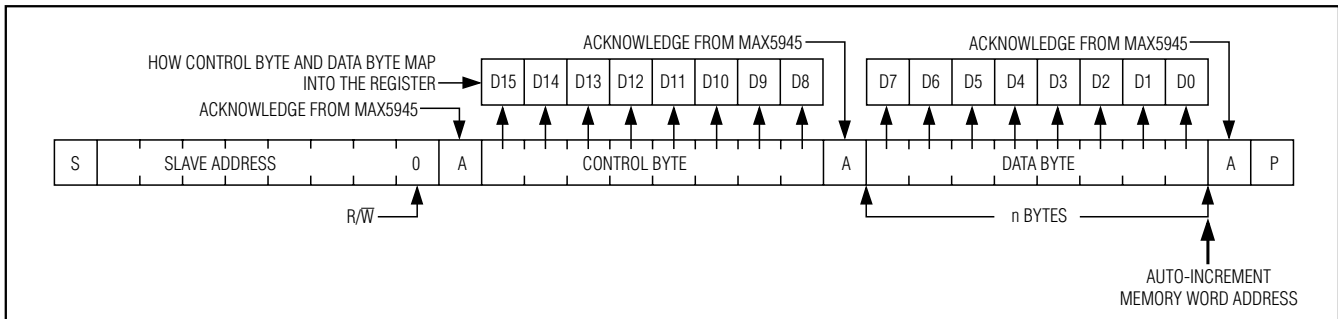 ACKNOWLEDGE FROM MAX5945
ACKNOWLEDGE FROM MAX5945
HOW CONTROL BYTE AND DATA BYTE MAP
INTO THE REGISTER
D15 D14 D13 D12 D11 D10 D9 D8
D7 D6 D5 D4 D3 D2 D1 D0
ACKNOWLEDGE FROM MAX5945
S SLAVE ADDRESS 0 A CONTROL BYTE A DATA BYTE A P
R/W̅
n BYTES
AUTO-INCREMENT
MEMORY WORD ADDRESS